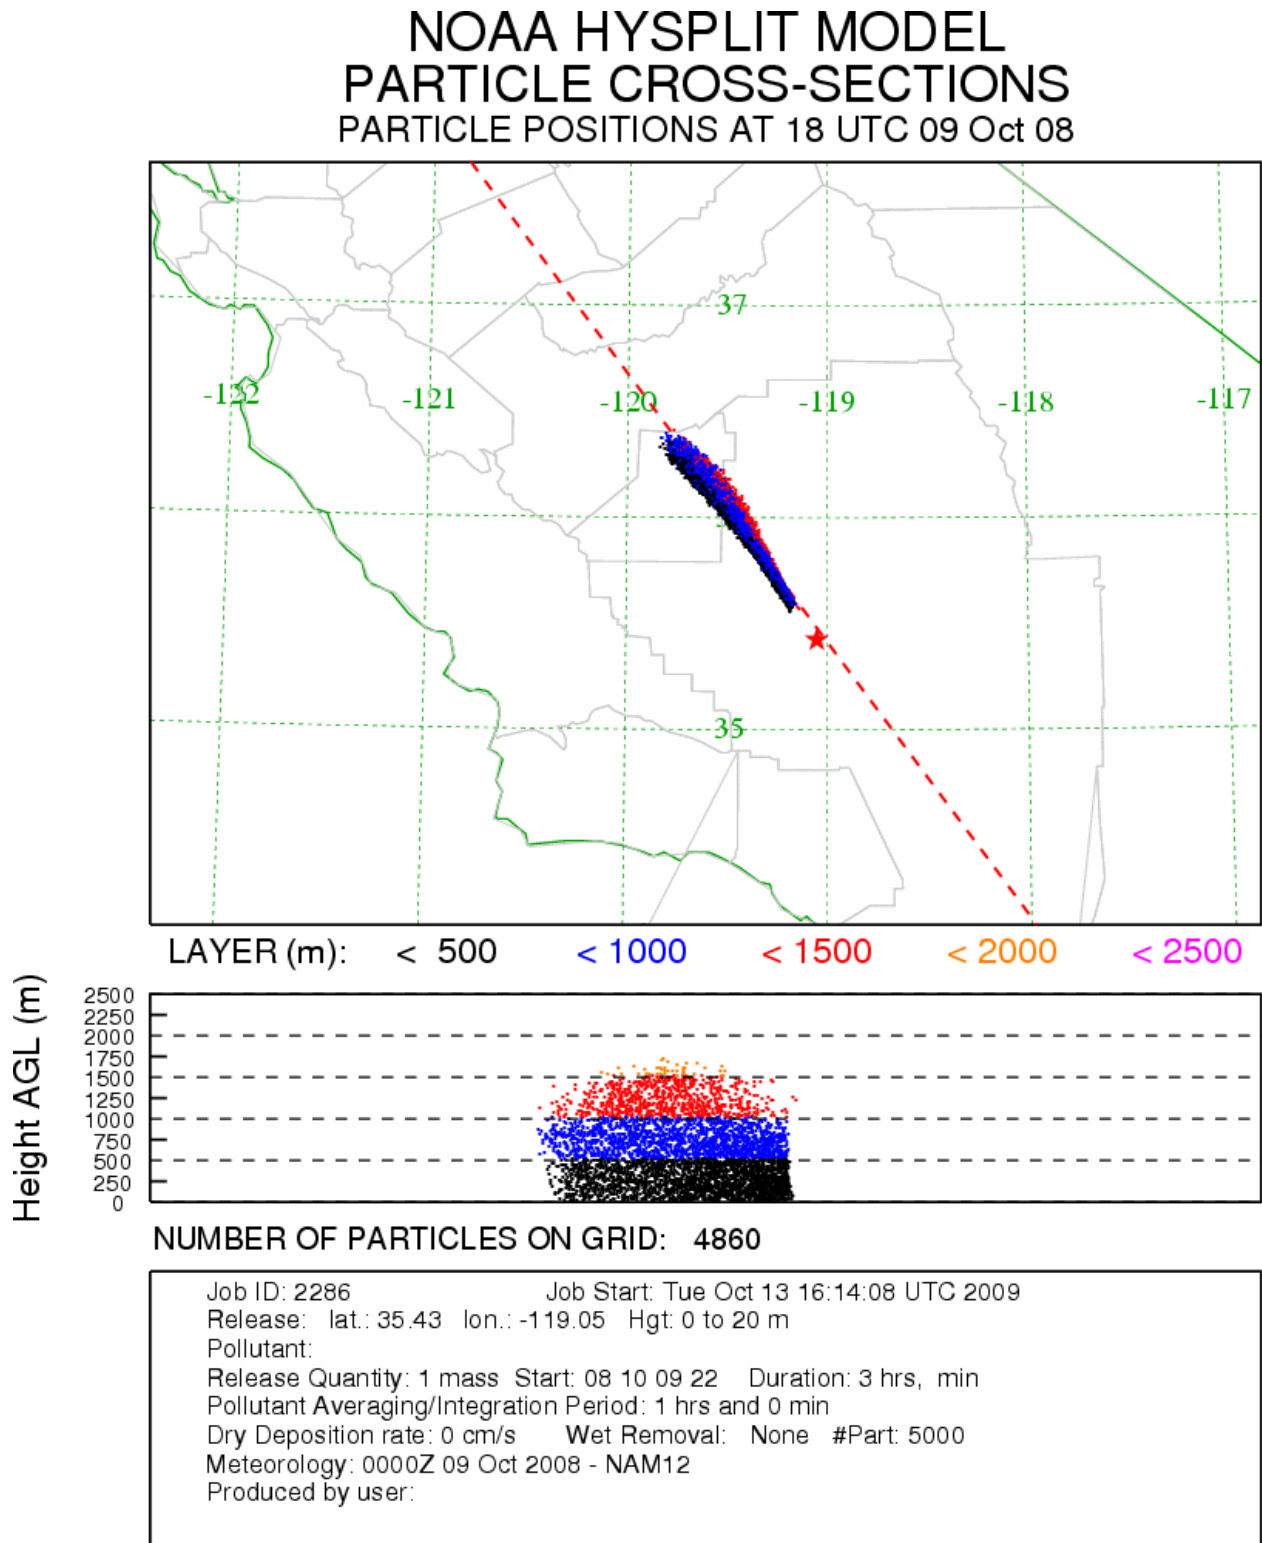 NOAA HYSPLIT MODEL
PARTICLE CROSS-SECTIONS
PARTICLE POSITIONS AT 18 UTC 09 Oct 08
37
-122 -121 -120 -119 -118 -117
35
LAYER (m): < 500 < 1000 < 1500 < 2000 < 2500
Height AGL (m)
2500
2250
2000
1750
1500
1250
1000
750
500
250
0
NUMBER OF PARTICLES ON GRID: 4860
Job ID: 2286 Job Start: Tue Oct 13 16:14:08 UTC 2009
Release: lat.: 35.43 lon.: -119.05 Hgt: 0 to 20 m
Pollutant:
Release Quantity: 1 mass Start: 08 10 09 22 Duration: 3 hrs, min
Pollutant Averaging/Integration Period: 1 hrs and 0 min
Dry Deposition rate: 0 cm/s Wet Removal: None #Part: 5000
Meteorology: 0000Z 09 Oct 2008 - NAM12
Produced by user: